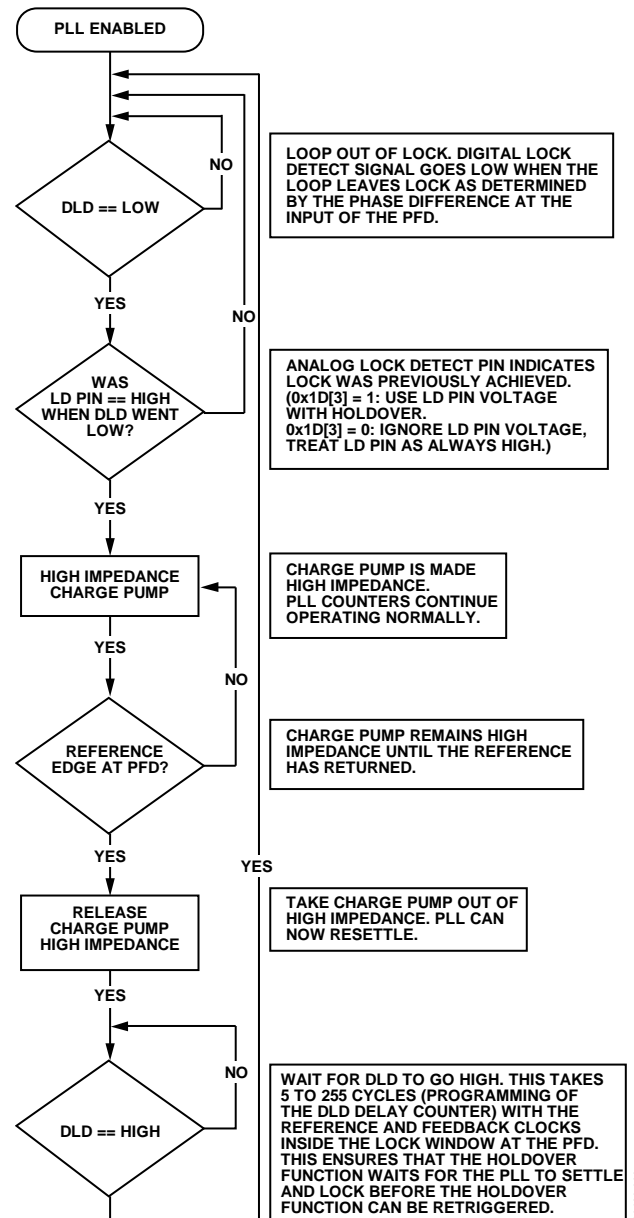 PLL ENABLED
NO
DLD == LOW
LOOP OUT OF LOCK. DIGITAL LOCK
DETECT SIGNAL GOES LOW WHEN THE
LOOP LEAVES LOCK AS DETERMINED
BY THE PHASE DIFFERENCE AT THE
INPUT OF THE PFD.
YES
NO
WAS
LD PIN == HIGH
WHEN DLD WENT
LOW?
ANALOG LOCK DETECT PIN INDICATES
LOCK WAS PREVIOUSLY ACHIEVED.
(0x1D[3] = 1: USE LD PIN VOLTAGE
WITH HOLDOVER.
0x1D[3] = 0: IGNORE LD PIN VOLTAGE,
TREAT LD PIN AS ALWAYS HIGH.)
YES
HIGH IMPEDANCE
CHARGE PUMP
CHARGE PUMP IS MADE
HIGH IMPEDANCE.
PLL COUNTERS CONTINUE
OPERATING NORMALLY.
YES
NO
REFERENCE
EDGE AT PFD?
CHARGE PUMP REMAINS HIGH
IMPEDANCE UNTIL THE REFERENCE
HAS RETURNED.
YES
YES
RELEASE
CHARGE PUMP
HIGH IMPEDANCE
TAKE CHARGE PUMP OUT OF
HIGH IMPEDANCE. PLL CAN
NOW RESETTLE.
YES
NO
DLD == HIGH
WAIT FOR DLD TO GO HIGH. THIS TAKES
5 TO 255 CYCLES (PROGRAMMING OF
THE DLD DELAY COUNTER) WITH THE
REFERENCE AND FEEDBACK CLOCKS
INSIDE THE LOCK WINDOW AT THE PFD.
THIS ENSURES THAT THE HOLDOVER
FUNCTION WAITS FOR THE PLL TO SETTLE
AND LOCK BEFORE THE HOLDOVER
FUNCTION CAN BE RETRIGGERED.